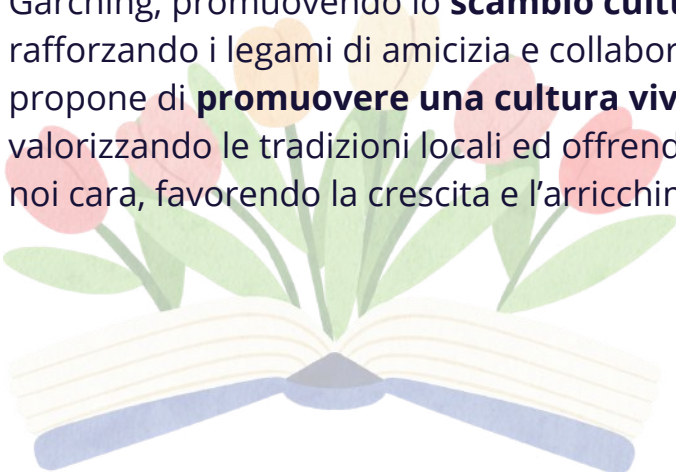 Garching, promuovendo lo scambio cultu
rafforzando i legami di amicizia e collabor
propone di promuovere una cultura viv
valorizzando le tradizioni locali ed offrend
noi cara, favorendo la crescita e l’arricchin